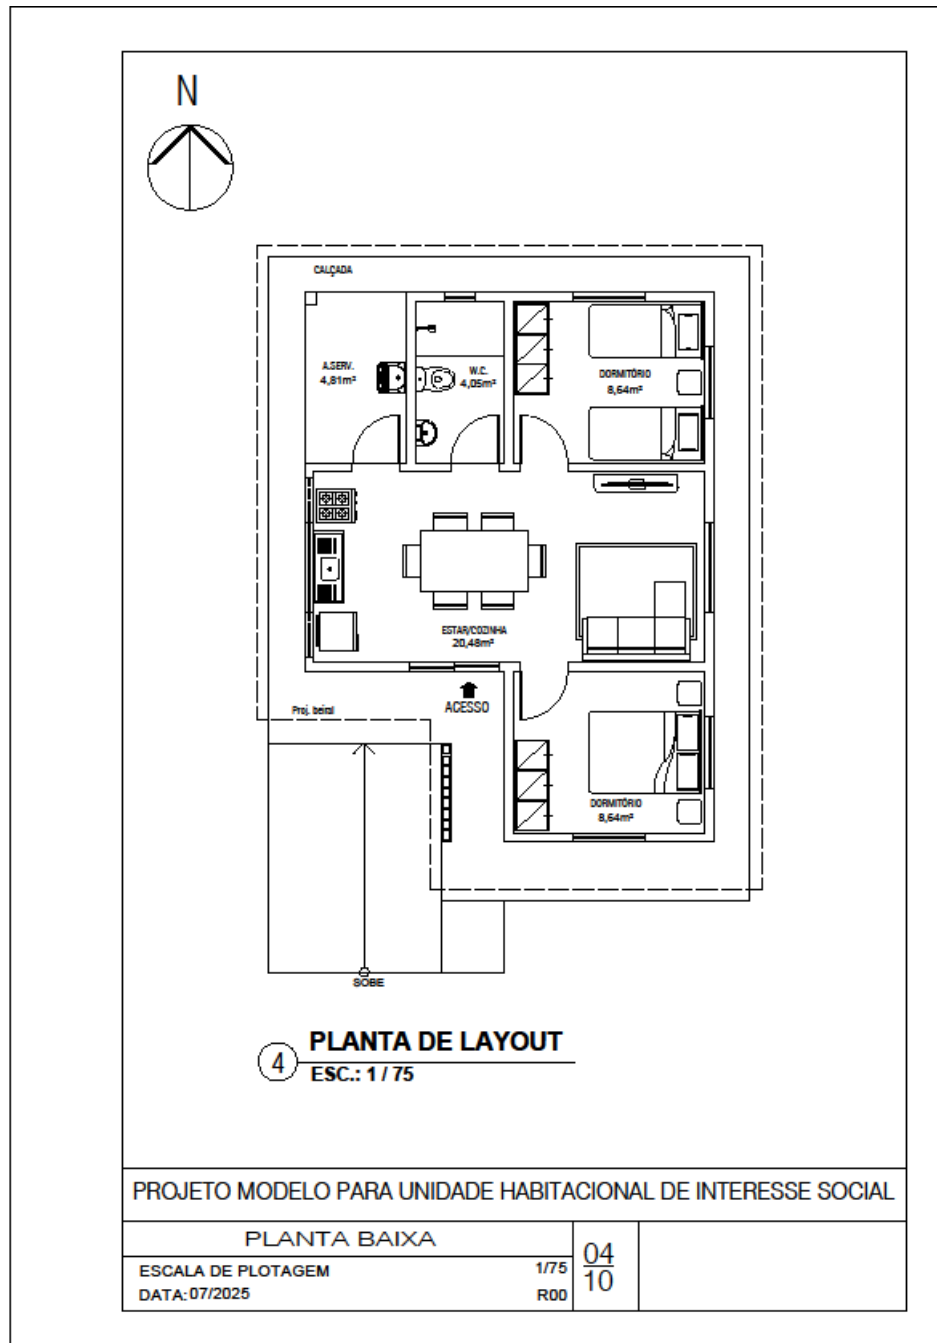 N
CALÇADA
A.SERV.
4,81m²
W.C.
4,05m²
DORMITÓRIO
8,64m²
ESTAR/COZINHA
20,48m²
Proj. beiral
ACESSO
DORMITÓRIO
8,64m²
SOBE
4
PLANTA DE LAYOUT
ESC.: 1 / 75
PROJETO MODELO PARA UNIDADE HABITACIONAL DE INTERESSE SOCIAL
PLANTA BAIXA
ESCALA DE PLOTAGEM 1/75
DATA: 07/2025 R00
04
10